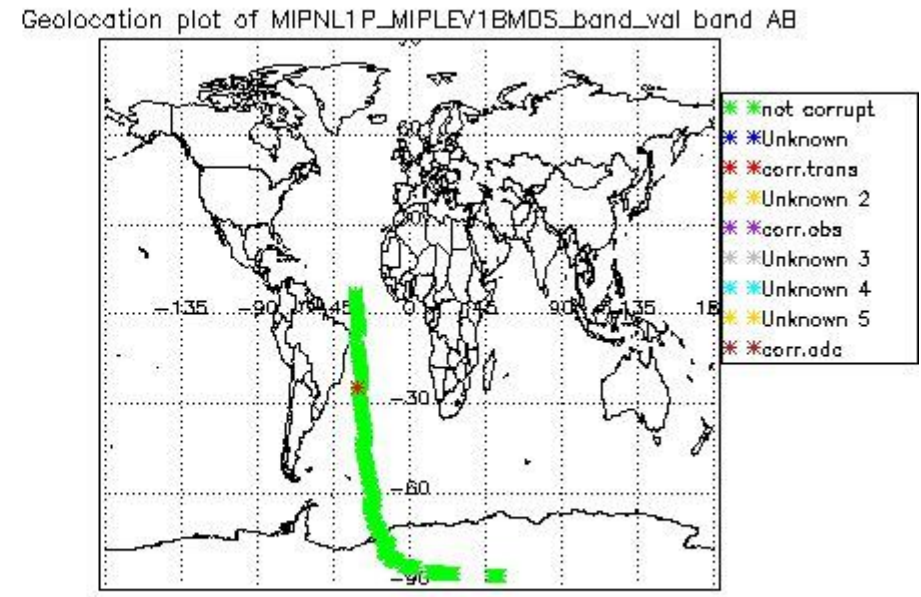 Geolocation plot of MIPNL1P_MIPLEV1BMDS_band_val band AB
not corrupt
Unknown
corr.trans
Unknown 2
corr.obs
Unknown 3
Unknown 4
Unknown 5
corr.adc
60
-135 -90 -45 0 45 90 135
-30
-60
-90